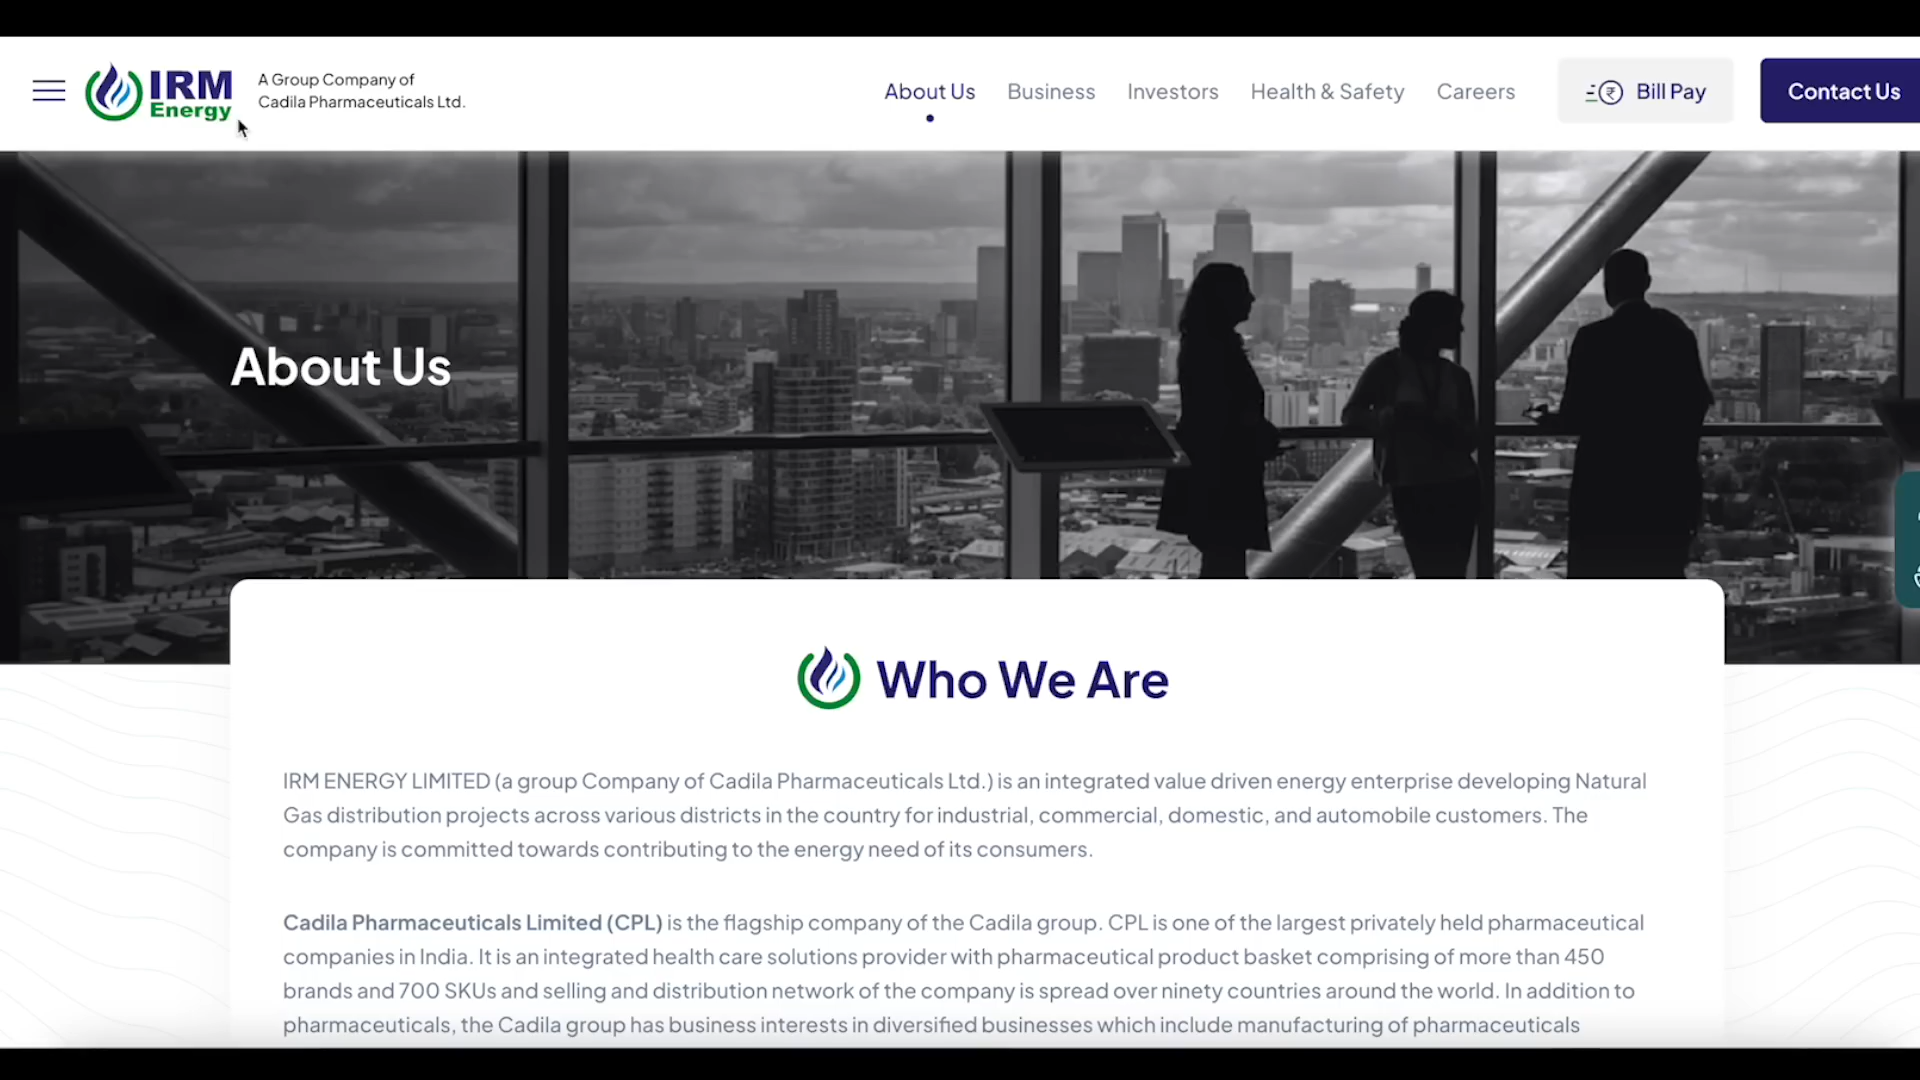 IRM
Energy
A Group Company of
Cadila Pharmaceuticals Ltd.
About Us
Business
Investors
Health & Safety
Careers
Bill Pay
Contact Us
About Us
Who We Are
IRM ENERGY LIMITED (a group Company of Cadila Pharmaceuticals Ltd.) is an integrated value driven energy enterprise developing Natural
Gas distribution projects across various districts in the country for industrial, commercial, domestic, and automobile customers. The
company is committed towards contributing to the energy need of its consumers.
Cadila Pharmaceuticals Limited (CPL) is the flagship company of the Cadila group. CPL is one of the largest privately held pharmaceutical
companies in India. It is an integrated health care solutions provider with pharmaceutical product basket comprising of more than 450
brands and 700 SKUs and selling and distribution network of the company is spread over ninety countries around the world. In addition to
pharmaceuticals, the Cadila group has business interests in diversified businesses which include manufacturing of pharmaceuticals